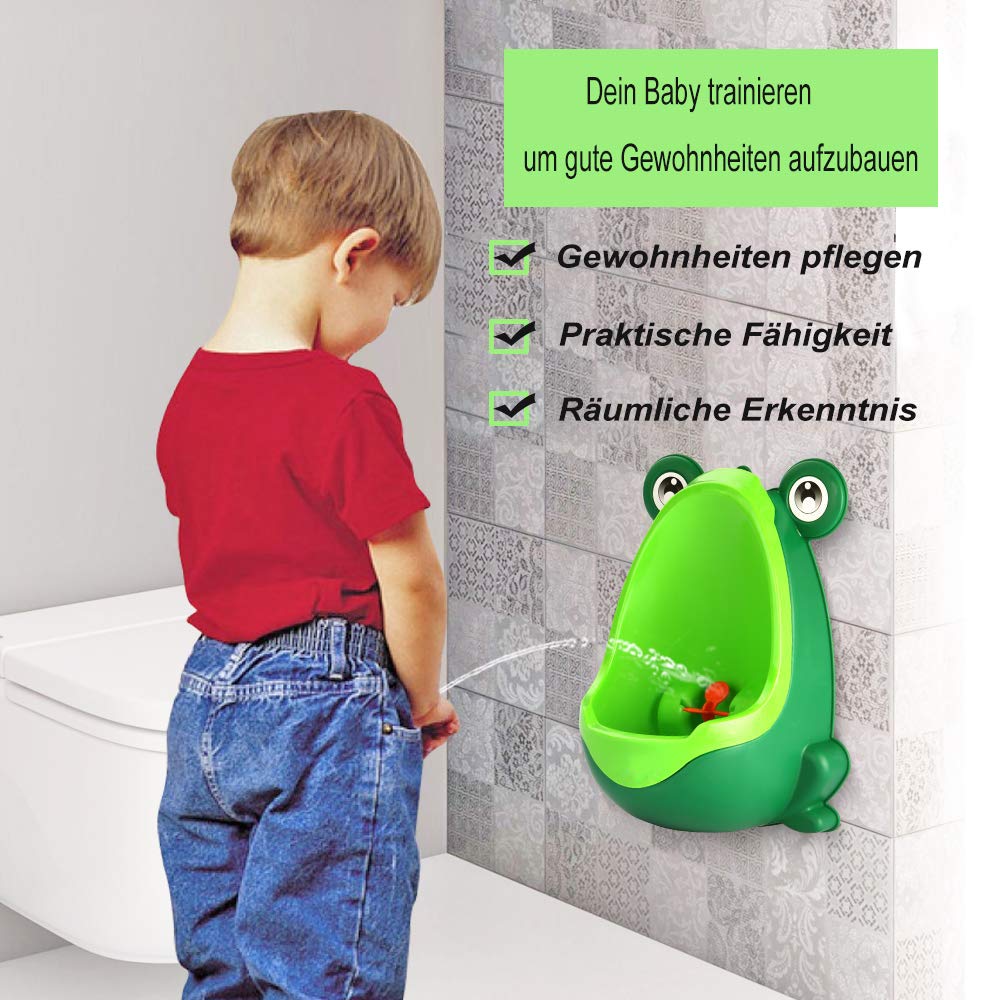 Dein Baby trainieren
um gute Gewohnheiten aufzubauen
Gewohnheiten pflegen
Praktische Fähigkeit
Räumliche Erkenntnis